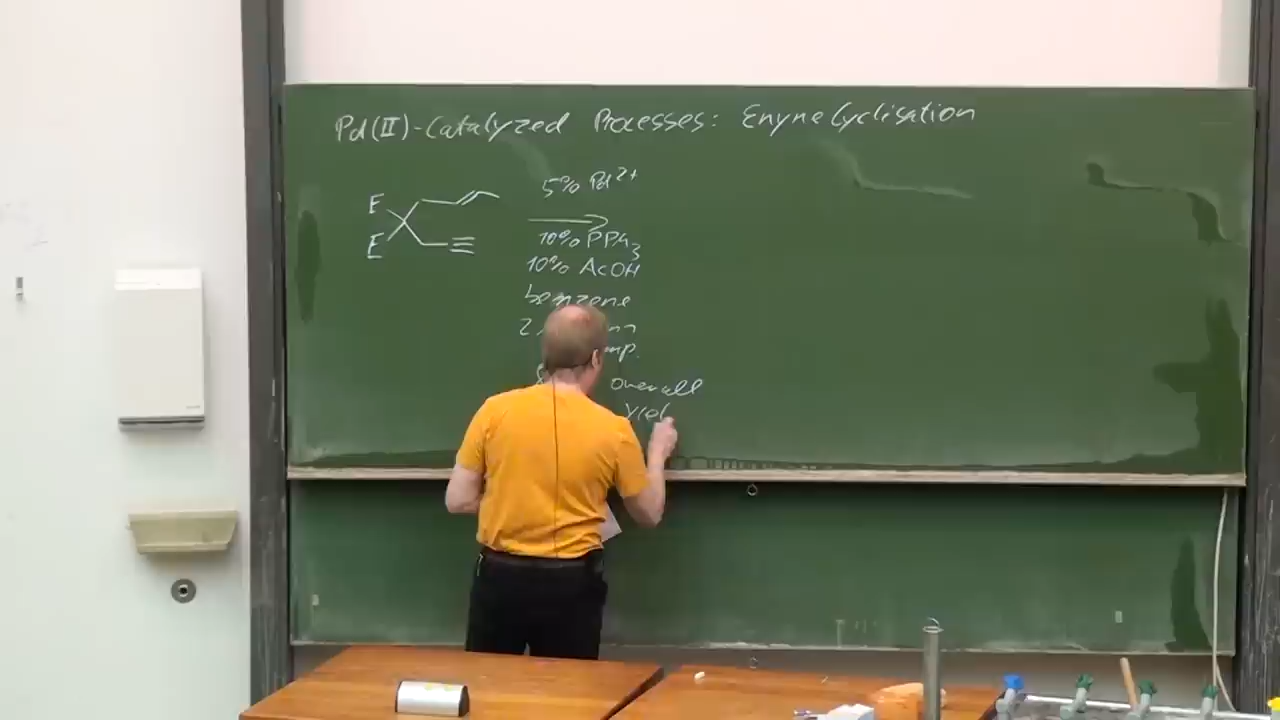 Pd(II)-Catalyzed Processes: Enyne Cyclisation
5% Pd2+
E
10% PPh3
E
10% AcOH
benzene
overall